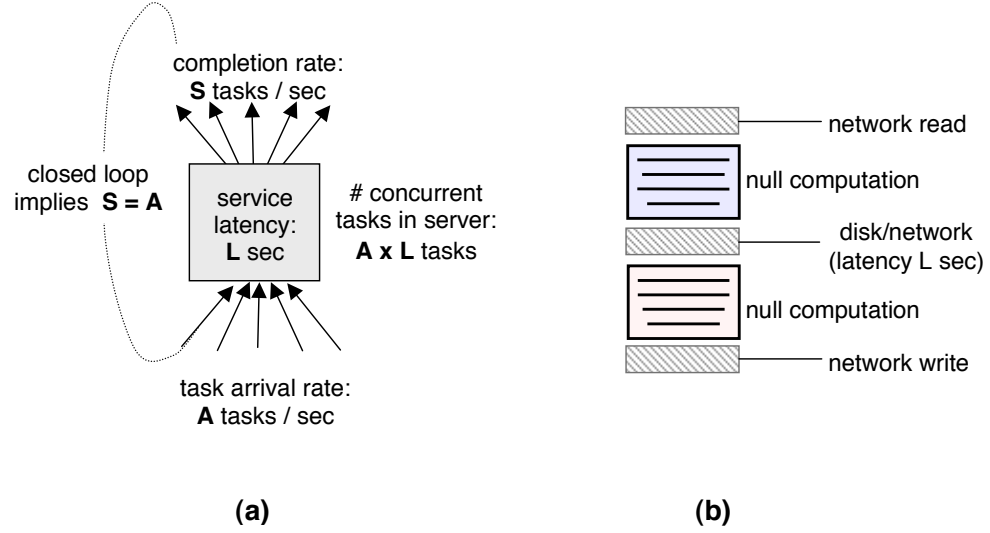 completion rate:
S tasks / sec
closed loop
implies S = A
service
latency:
L sec
# concurrent
tasks in server:
A x L tasks
task arrival rate:
A tasks / sec
(a)
network read
null computation
disk/network
(latency L sec)
null computation
network write
(b)